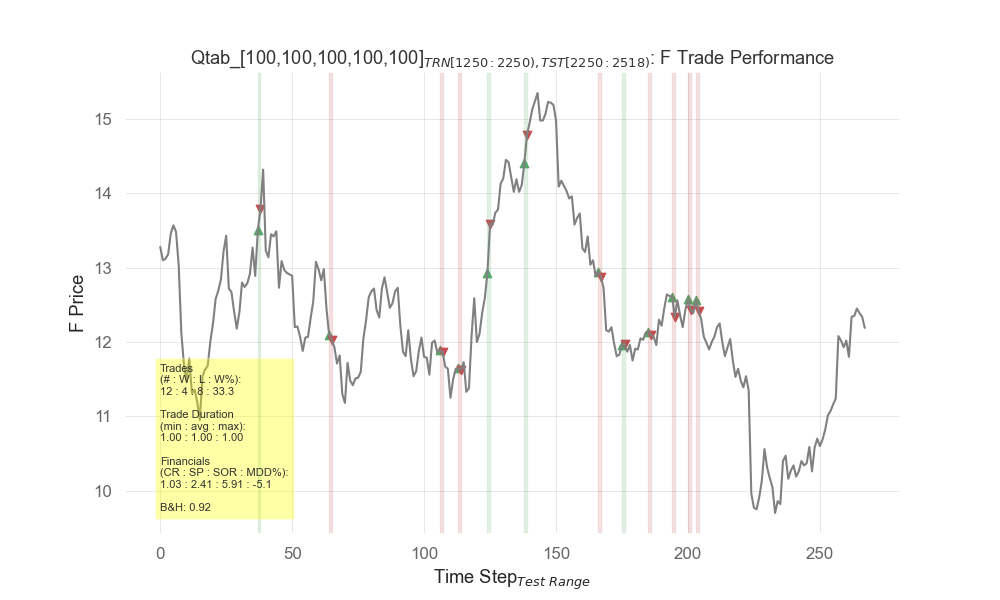 Qtab_[100,100,100,100,100]TRN[1250:2250),TST[2250:2518): F Trade Performance
15
14
13
12
11
10
F Price
Trades
(# : W : L : W%):
12 : 4 : 8 : 33.3
Trade Duration
(min : avg : max):
1.00 : 1.00 : 1.00
Financials
(CR : SP : SOR : MDD%):
1.03 : 2.41 : 5.91 : -5.1
B&H: 0.92
0 50 100 150 200 250
Time StepTest Range